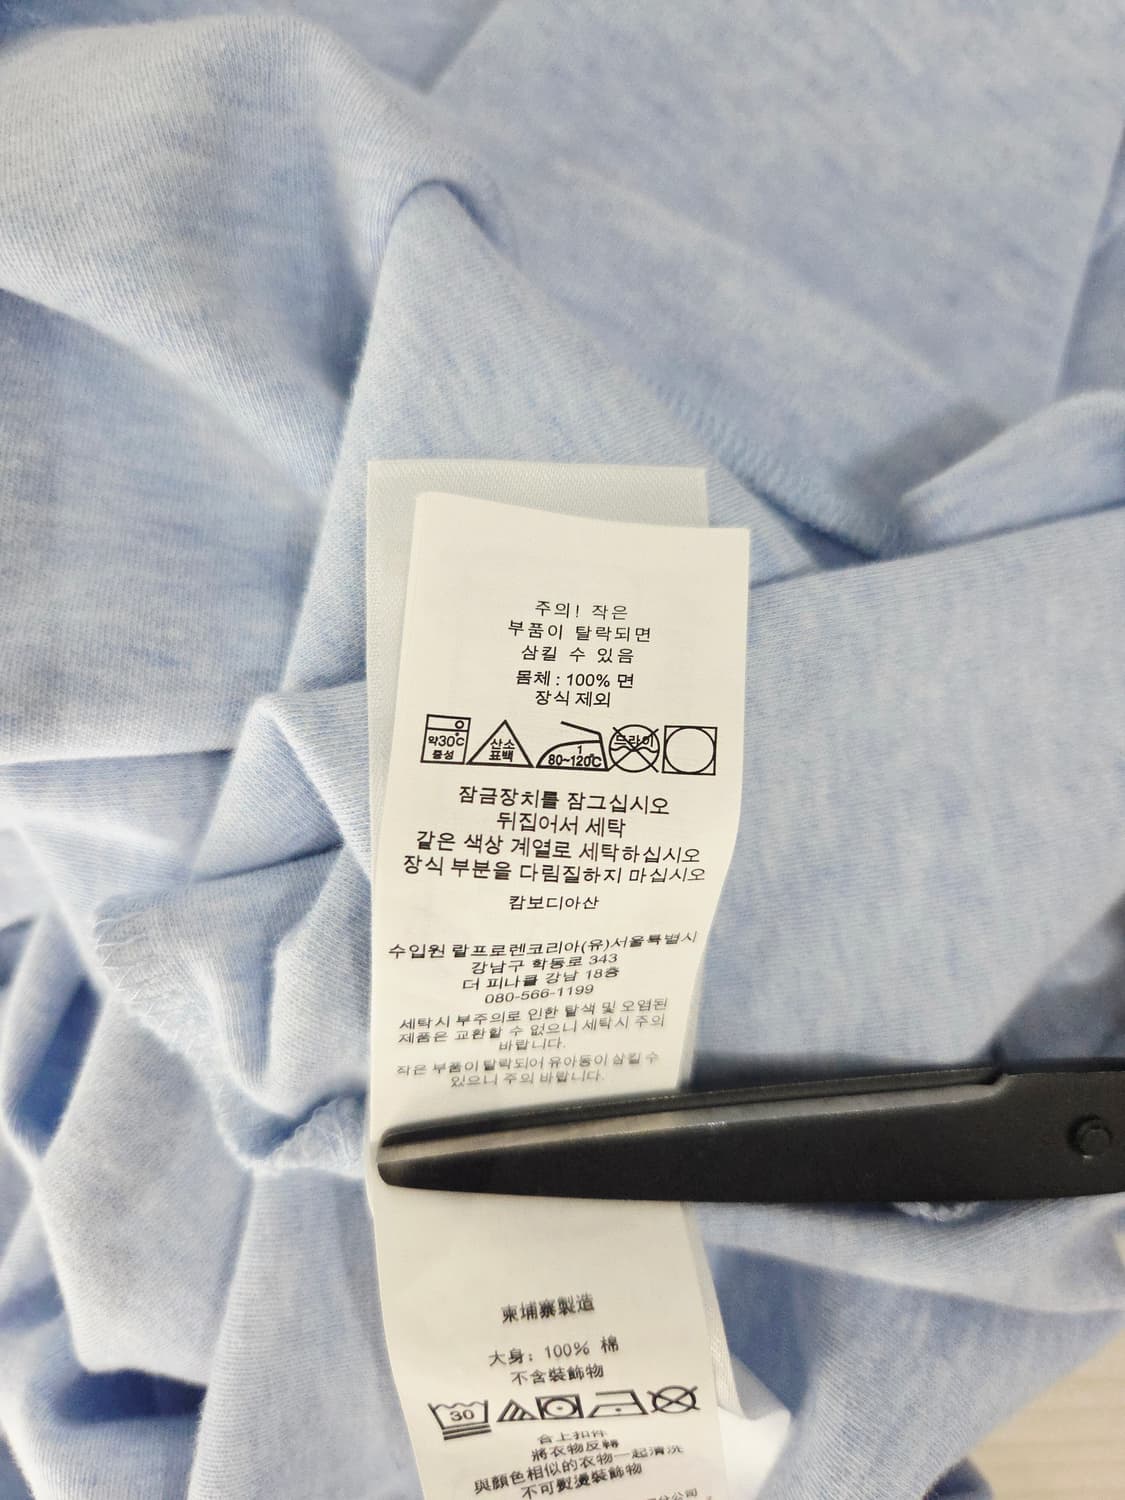 주의! 작은
부품이 탈락되면
삼킬 수 있음
몸체 : 100% 면
장식 제외
약30℃ 중성
산소 표백
1 80~120℃
드라이
잠금장치를 잠그십시오
뒤집어서 세탁
같은 색상 계열로 세탁하십시오
장식 부분을 다림질하지 마십시오
캄보디아산
수입원 랄프로렌코리아(유)서울특별시
강남구 학동로 343
더 피나클 강남 18층
080-566-1199
세탁시 부주의로 인한 탈색 및 오염된
제품은 교환할 수 없으니 세탁시 주의
바랍니다.
작은 부품이 탈락되어 유아동이 삼킬 수
있으니 주의 바랍니다.
柬埔寨製造
大身: 100% 棉
不含裝飾物
30
合上扣件
將衣物反轉
與顏色相似的衣物一起清洗
不可熨燙裝飾物